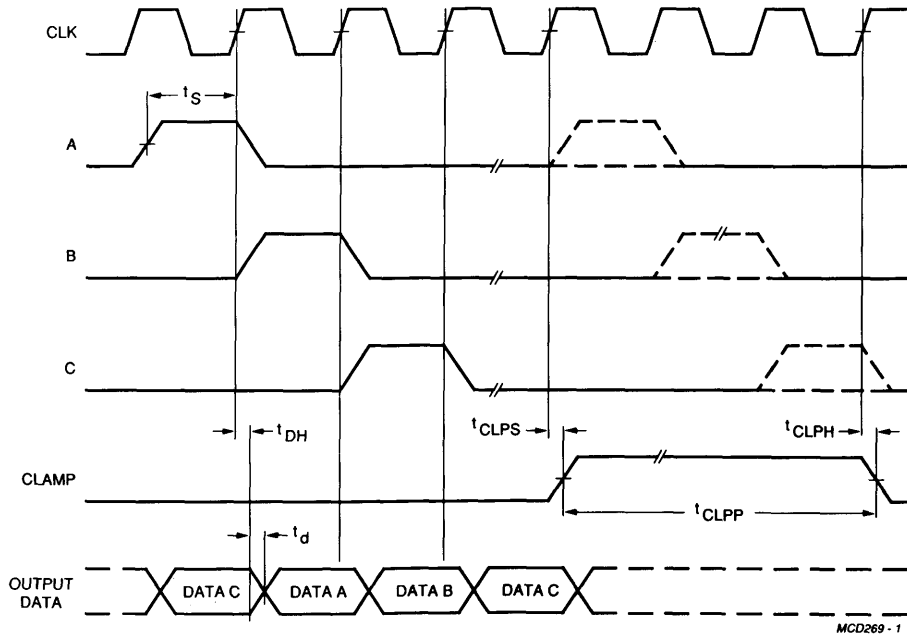 CLK
tS
A
B
C
tDH
tCLPS
tCLPH
CLAMP
tCLPP
td
OUTPUT
DATA
DATA C
DATA A
DATA B
DATA C
MCD269 - 1